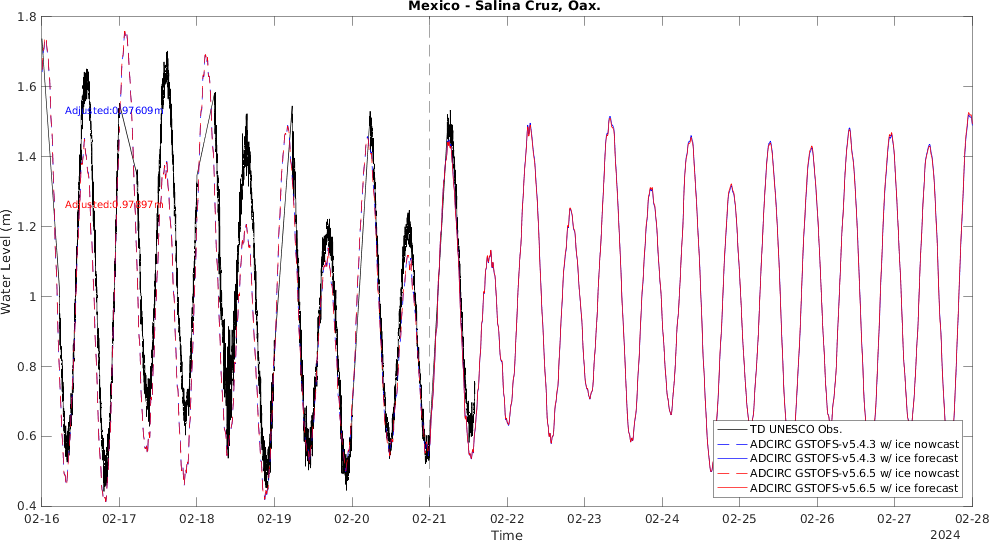 Mexico - Salina Cruz, Oax.
1.8
1.6
1.4
1.2
1
0.8
0.6
0.4
Water Level (m)
Adjusted:0.97609m
Adjusted:0.97897m
TD UNESCO Obs.
ADCIRC GSTOFS-v5.4.3 w/ ice nowcast
ADCIRC GSTOFS-v5.4.3 w/ ice forecast
ADCIRC GSTOFS-v5.6.5 w/ ice nowcast
ADCIRC GSTOFS-v5.6.5 w/ ice forecast
02-16 02-17 02-18 02-19 02-20 02-21 02-22 02-23 02-24 02-25 02-26 02-27 02-28
Time
2024